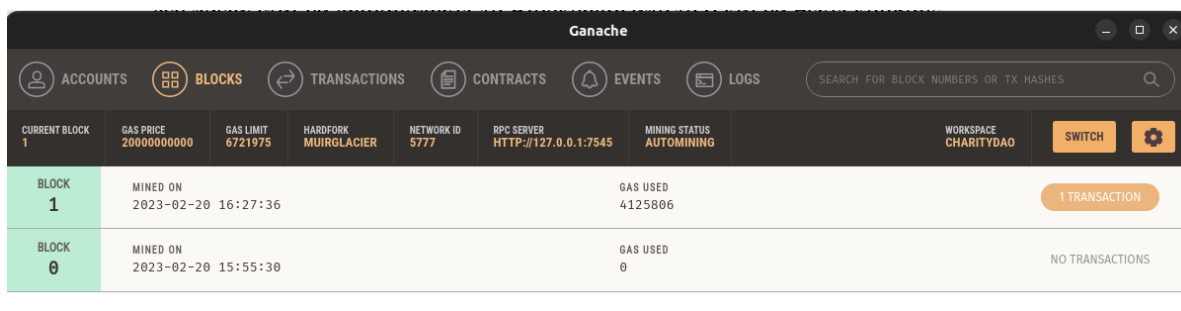 Ganache
ACCOUNTS BLOCKS TRANSACTIONS CONTRACTS EVENTS LOGS SEARCH FOR BLOCK NUMBERS OR TX HASHES
CURRENT BLOCK GAS PRICE GAS LIMIT HARDFORK NETWORK ID RPC SERVER MINING STATUS WORKSPACE
1 20000000000 6721975 MUIRGLACIER 5777 HTTP://127.0.0.1:7545 AUTOMINING CHARITYDAO SWITCH
BLOCK MINED ON GAS USED
1 2023-02-20 16:27:36 4125806 1 TRANSACTION
BLOCK MINED ON GAS USED
0 2023-02-20 15:55:30 0 NO TRANSACTIONS